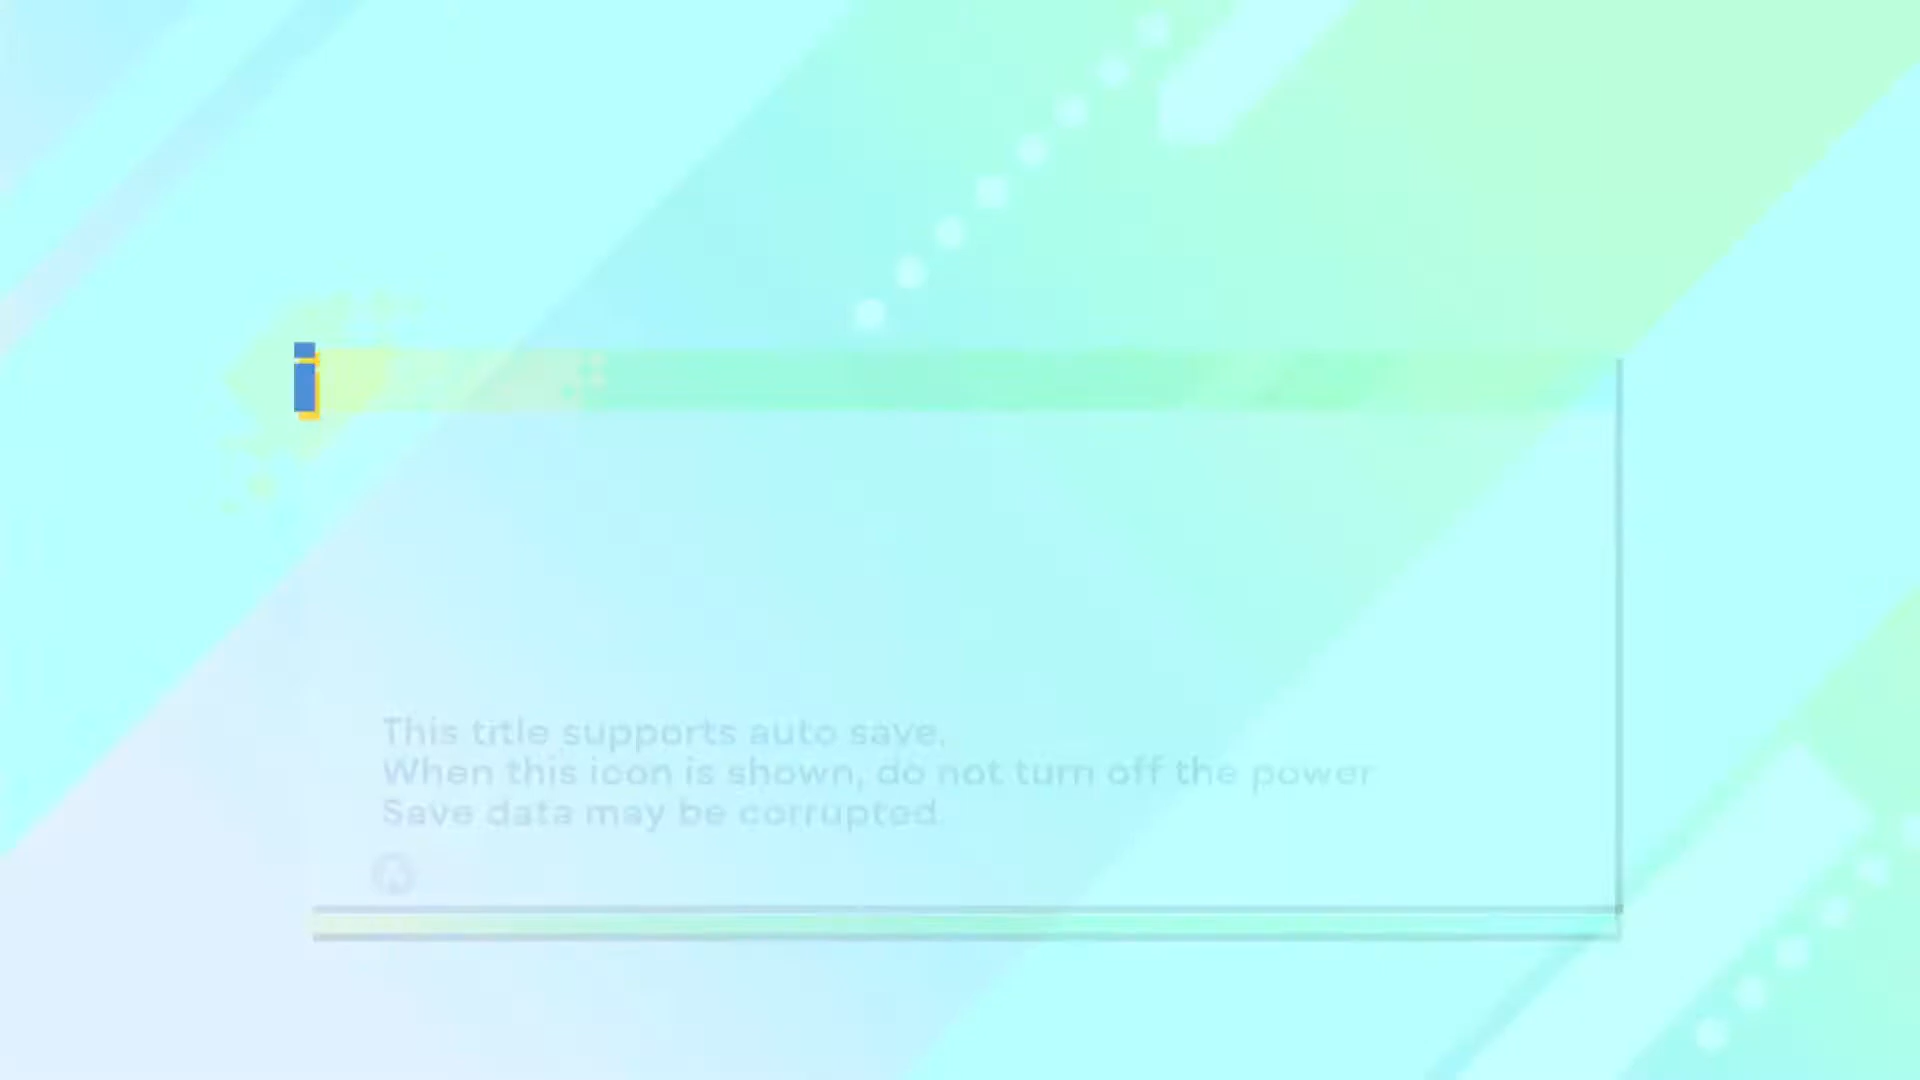 This title supports auto save.
When this icon is shown, do not turn off the power
Save data may be corrupted.